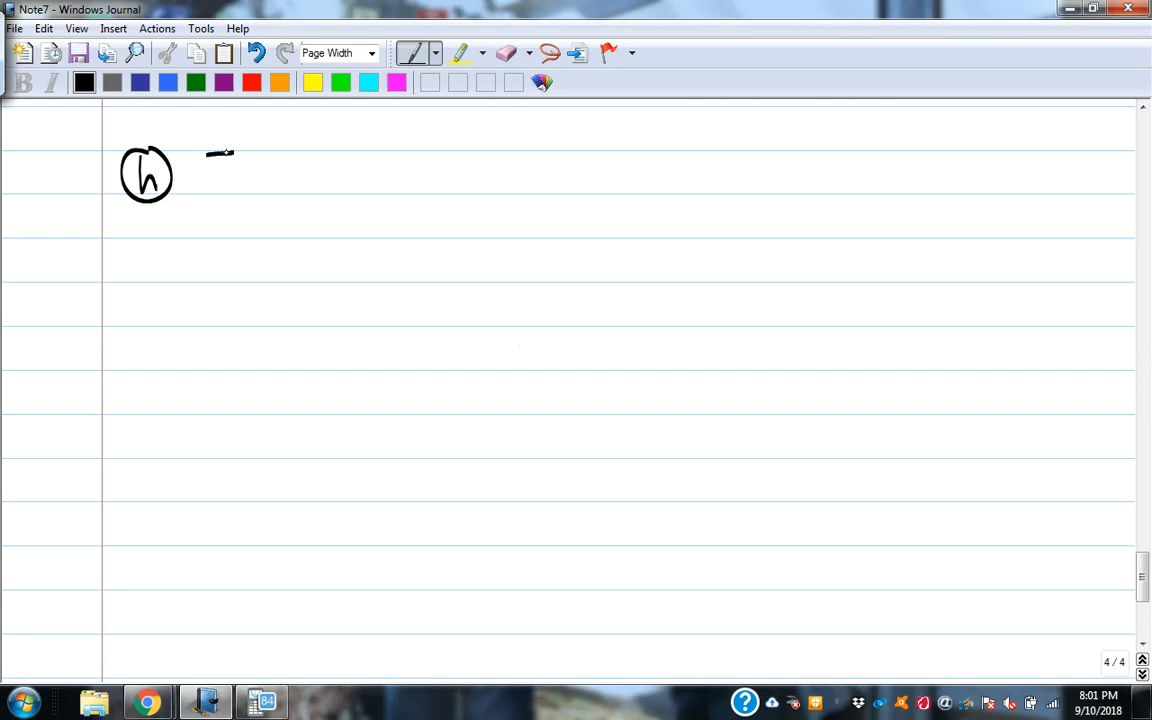 Note7 - Windows Journal
File Edit View Insert Actions Tools Help
Page Width
B I
h —
4 / 4
84
8:01 PM
9/10/2018